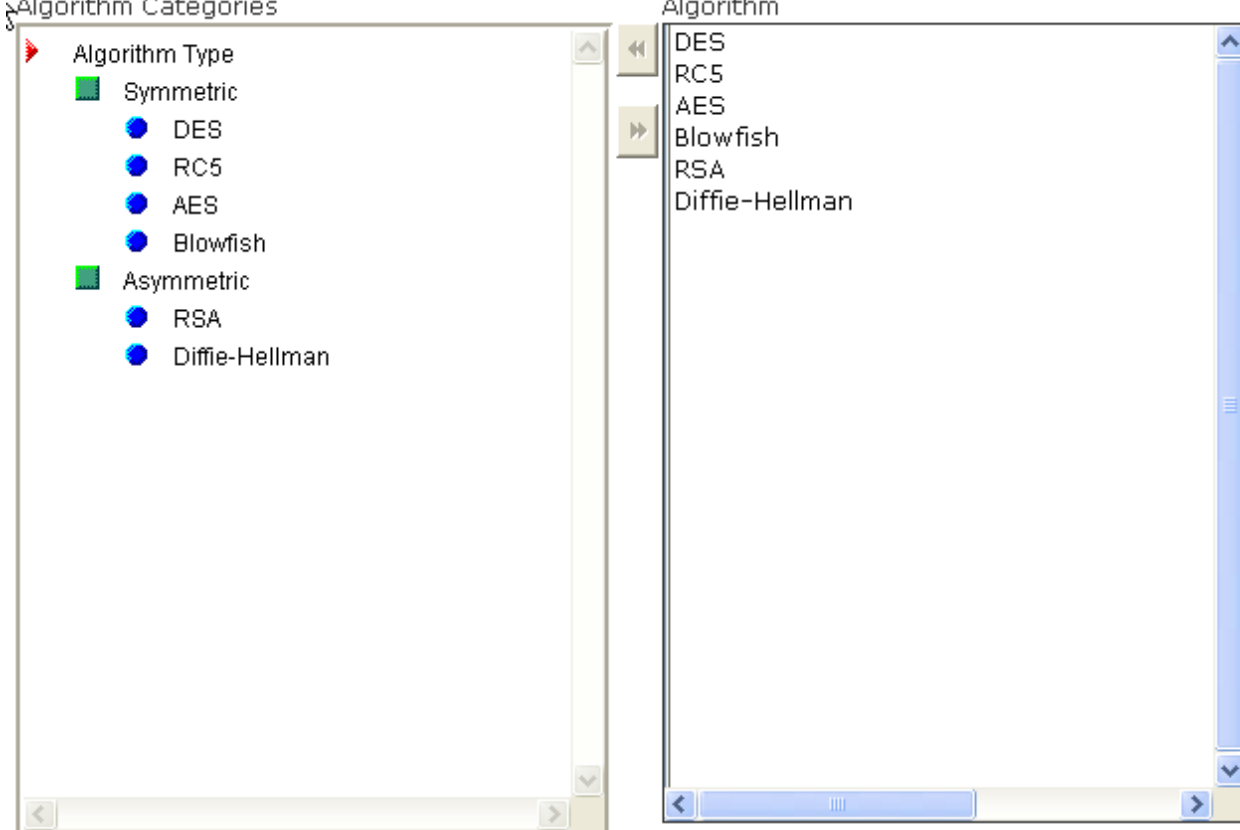 Algorithm Categories
Algorithm Type
Symmetric
DES
RC5
AES
Blowfish
Asymmetric
RSA
Diffie-Hellman
Algorithm
DES
RC5
AES
Blowfish
RSA
Diffie-Hellman